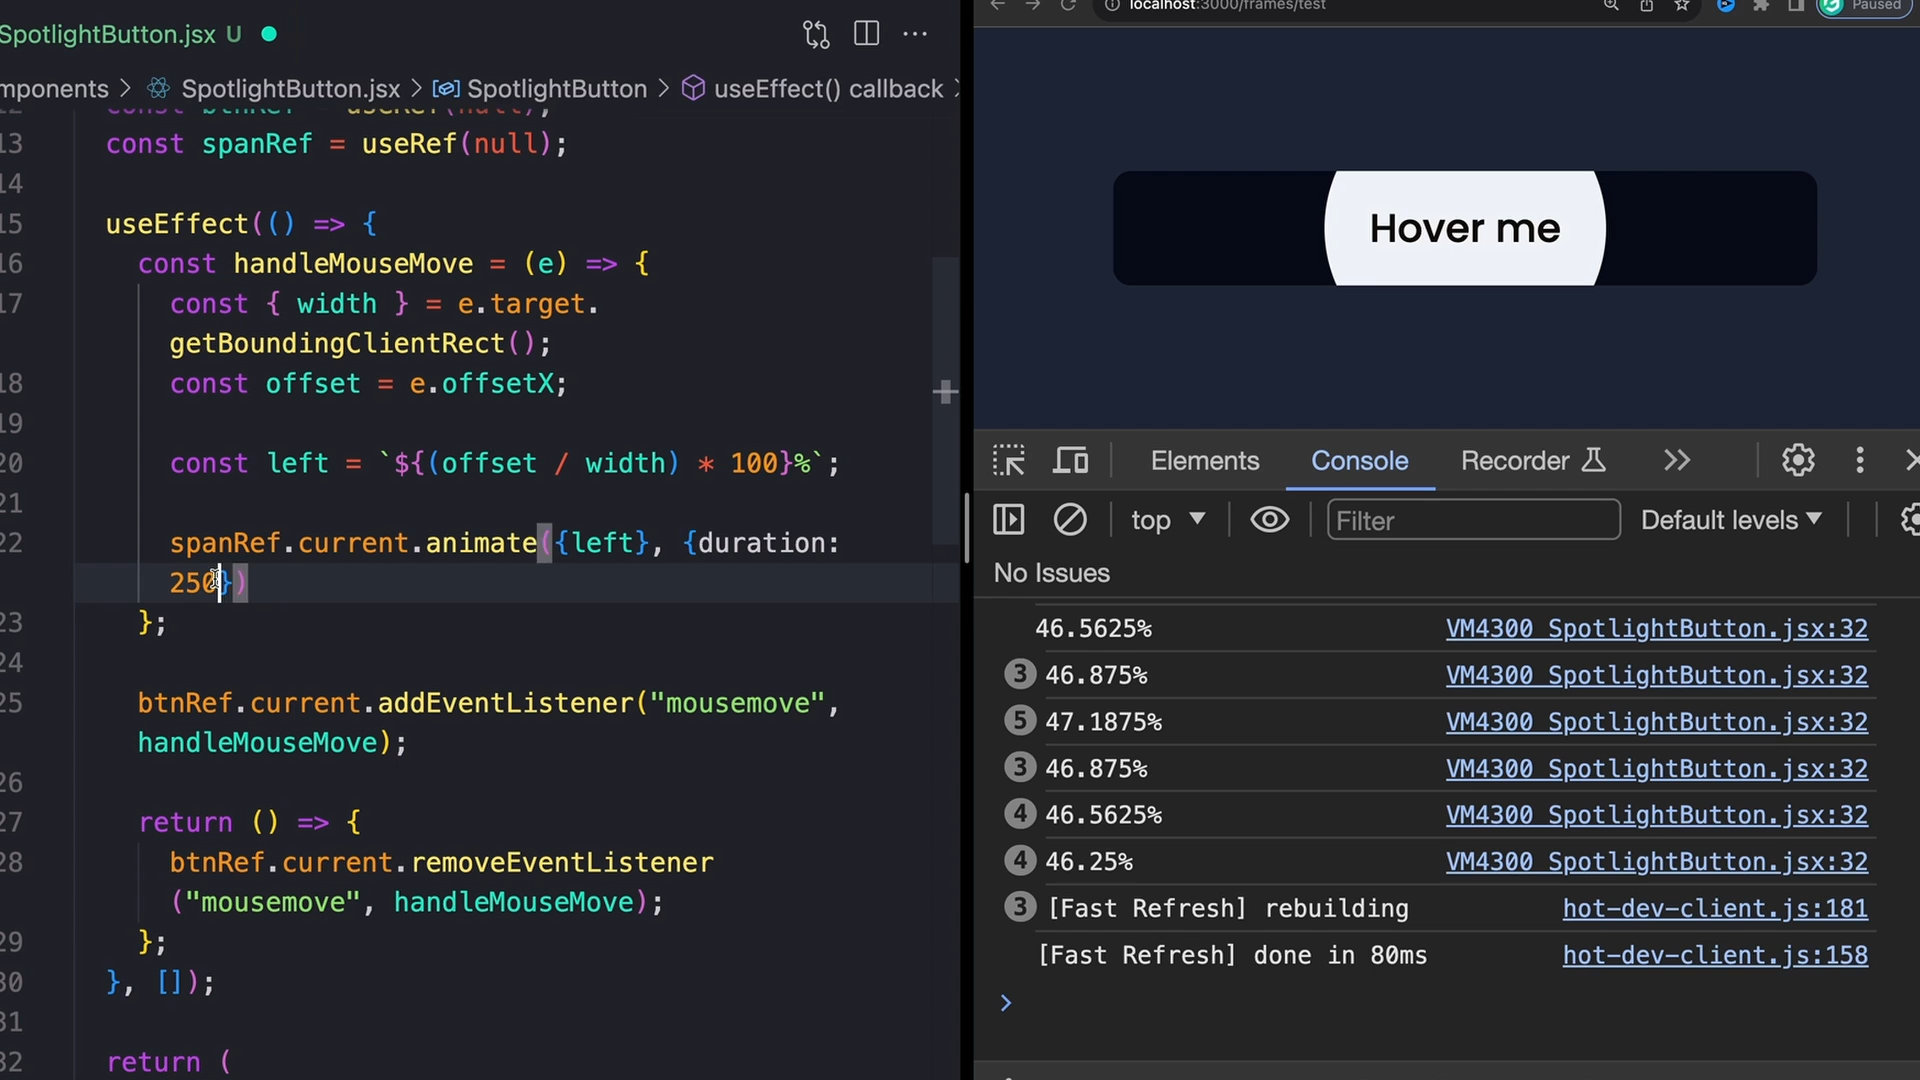 SpotlightButton.jsx U
mponents > SpotlightButton.jsx > SpotlightButton > useEffect() callback >
12 const btnRef = useRef(null);
13 const spanRef = useRef(null);
14
15 useEffect(() => {
16 const handleMouseMove = (e) => {
17 const { width } = e.target.
getBoundingClientRect();
18 const offset = e.offsetX;
19
20 const left = `${(offset / width) * 100}%`;
21
22 spanRef.current.animate({left}, {duration:
250})
23 };
24
25 btnRef.current.addEventListener("mousemove",
handleMouseMove);
26
27 return () => {
28 btnRef.current.removeEventListener
("mousemove", handleMouseMove);
29 };
30 }, []);
31
32 return (
localhost:3000/frames/test
Paused
Hover me
Elements Console Recorder
top Filter Default levels
No Issues
46.5625% VM4300 SpotlightButton.jsx:32
3 46.875% VM4300 SpotlightButton.jsx:32
5 47.1875% VM4300 SpotlightButton.jsx:32
3 46.875% VM4300 SpotlightButton.jsx:32
4 46.5625% VM4300 SpotlightButton.jsx:32
4 46.25% VM4300 SpotlightButton.jsx:32
3 [Fast Refresh] rebuilding hot-dev-client.js:181
[Fast Refresh] done in 80ms hot-dev-client.js:158